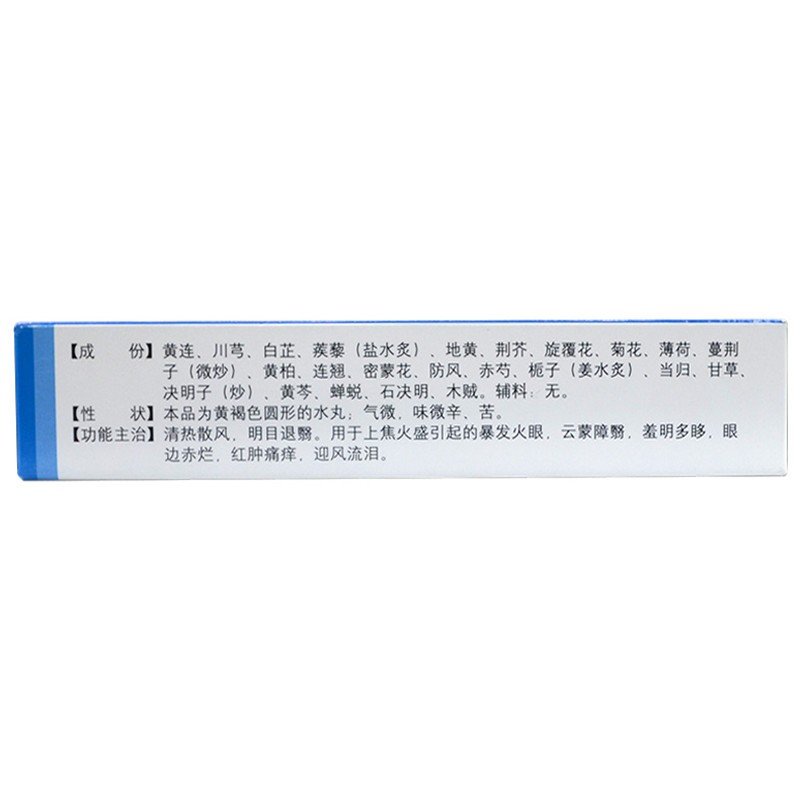 【成　份】黄连、川芎、白芷、蒺藜（盐水炙）、地黄、荆芥、旋覆花、菊花、薄荷、蔓荆
子（微炒）、黄柏、连翘、密蒙花、防风、赤芍、栀子（姜水炙）、当归、甘草、
决明子（炒）、黄芩、蝉蜕、石决明、木贼。辅料：无。
【性　状】本品为黄褐色圆形的水丸；气微，味微辛、苦。
【功能主治】清热散风，明目退翳。用于上焦火盛引起的暴发火眼，云蒙障翳，羞明多眵，眼
边赤烂，红肿痛痒，迎风流泪。